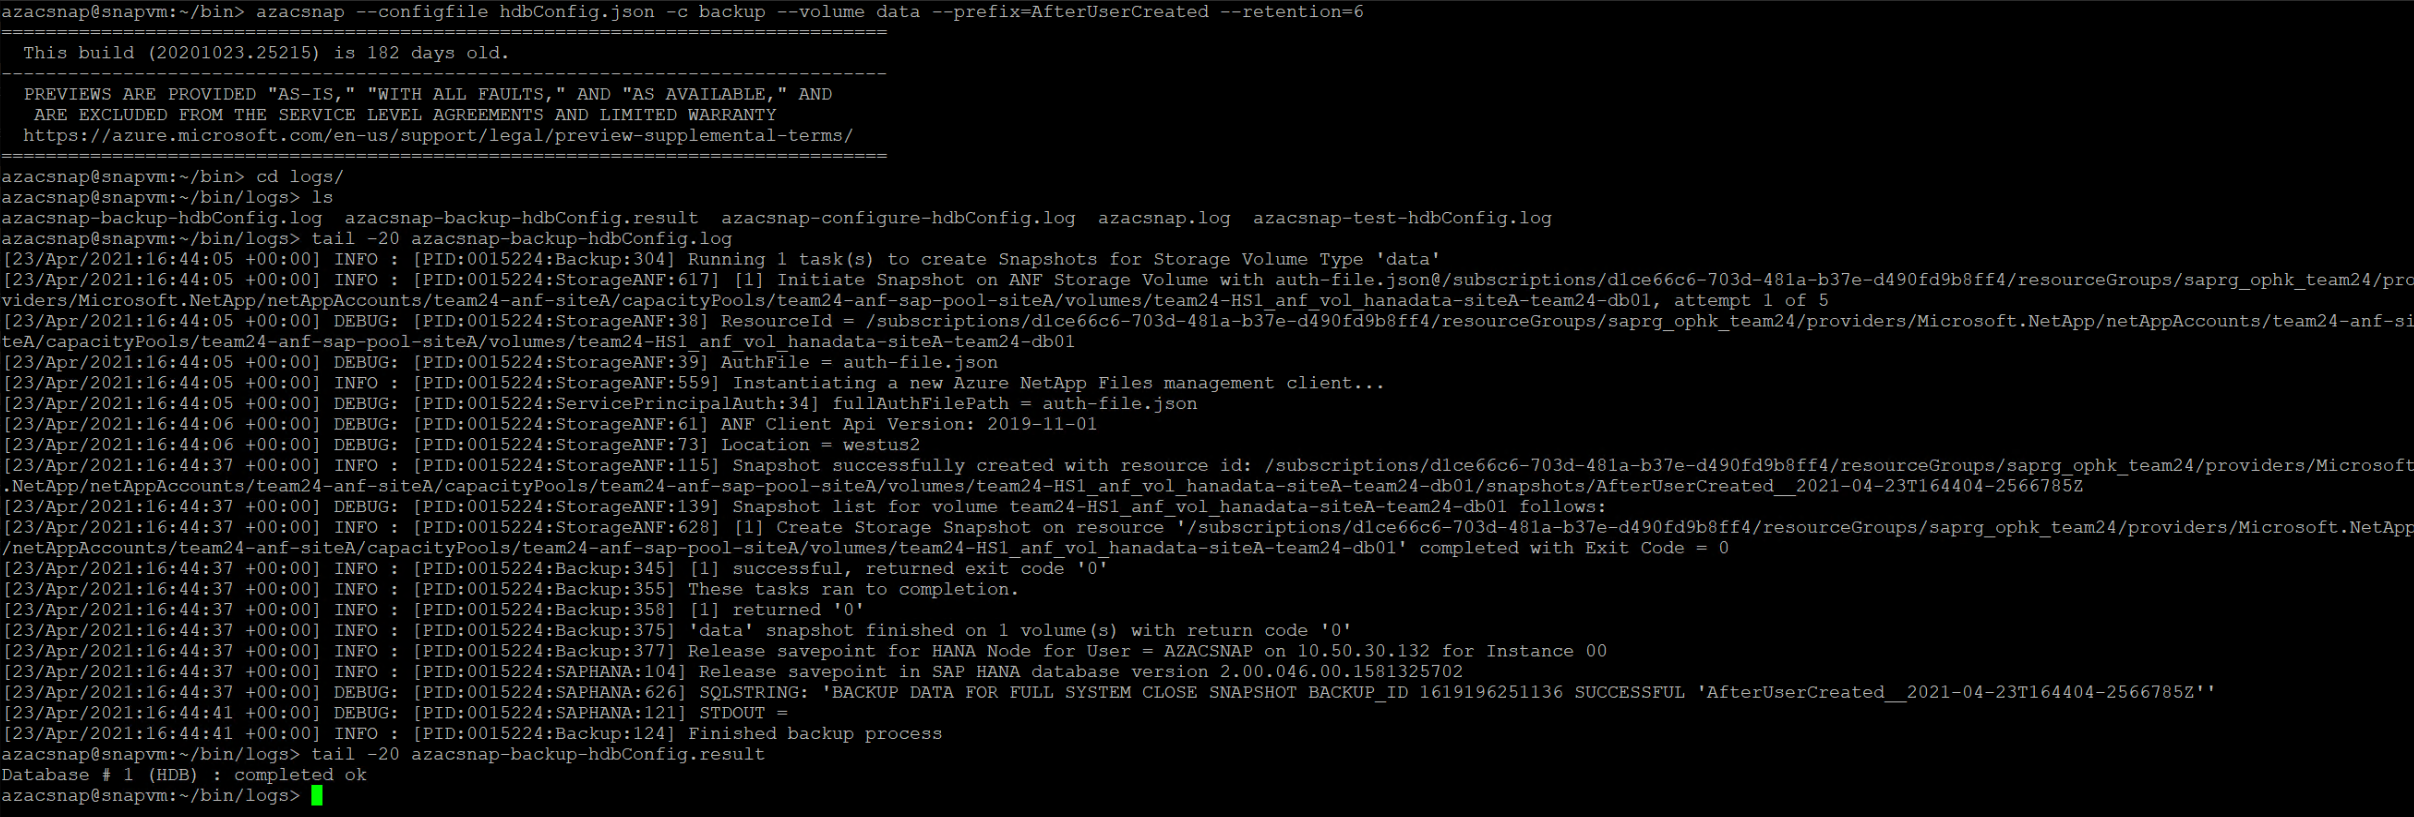 azacsnap@snapvm:~/bin> azacsnap --configfile hdbConfig.json -c backup --volume data --prefix=AfterUserCreated --retention=6
================================================================================
  This build (20201023.25215) is 182 days old.
--------------------------------------------------------------------------------
  PREVIEWS ARE PROVIDED "AS-IS," "WITH ALL FAULTS," AND "AS AVAILABLE," AND
   ARE EXCLUDED FROM THE SERVICE LEVEL AGREEMENTS AND LIMITED WARRANTY
  https://azure.microsoft.com/en-us/support/legal/preview-supplemental-terms/
================================================================================
azacsnap@snapvm:~/bin> cd logs/
azacsnap@snapvm:~/bin/logs> ls
azacsnap-backup-hdbConfig.log  azacsnap-backup-hdbConfig.result  azacsnap-configure-hdbConfig.log  azacsnap.log  azacsnap-test-hdbConfig.log
azacsnap@snapvm:~/bin/logs> tail -20 azacsnap-backup-hdbConfig.log
[23/Apr/2021:16:44:05 +00:00] INFO : [PID:0015224:Backup:304] Running 1 task(s) to create Snapshots for Storage Volume Type 'data'
[23/Apr/2021:16:44:05 +00:00] INFO : [PID:0015224:StorageANF:617] [1] Initiate Snapshot on ANF Storage Volume with auth-file.json@/subscriptions/d1ce66c6-703d-481a-b37e-d490fd9b8ff4/resourceGroups/saprg_ophk_team24/pro
viders/Microsoft.NetApp/netAppAccounts/team24-anf-siteA/capacityPools/team24-anf-sap-pool-siteA/volumes/team24-HS1_anf_vol_hanadata-siteA-team24-db01, attempt 1 of 5
[23/Apr/2021:16:44:05 +00:00] DEBUG: [PID:0015224:StorageANF:38] ResourceId = /subscriptions/d1ce66c6-703d-481a-b37e-d490fd9b8ff4/resourceGroups/saprg_ophk_team24/providers/Microsoft.NetApp/netAppAccounts/team24-anf-si
teA/capacityPools/team24-anf-sap-pool-siteA/volumes/team24-HS1_anf_vol_hanadata-siteA-team24-db01
[23/Apr/2021:16:44:05 +00:00] DEBUG: [PID:0015224:StorageANF:39] AuthFile = auth-file.json
[23/Apr/2021:16:44:05 +00:00] INFO : [PID:0015224:StorageANF:559] Instantiating a new Azure NetApp Files management client...
[23/Apr/2021:16:44:05 +00:00] DEBUG: [PID:0015224:ServicePrincipalAuth:34] fullAuthFilePath = auth-file.json
[23/Apr/2021:16:44:06 +00:00] DEBUG: [PID:0015224:StorageANF:61] ANF Client Api Version: 2019-11-01
[23/Apr/2021:16:44:06 +00:00] DEBUG: [PID:0015224:StorageANF:73] Location = westus2
[23/Apr/2021:16:44:37 +00:00] INFO : [PID:0015224:StorageANF:115] Snapshot successfully created with resource id: /subscriptions/d1ce66c6-703d-481a-b37e-d490fd9b8ff4/resourceGroups/saprg_ophk_team24/providers/Microsoft
.NetApp/netAppAccounts/team24-anf-siteA/capacityPools/team24-anf-sap-pool-siteA/volumes/team24-HS1_anf_vol_hanadata-siteA-team24-db01/snapshots/AfterUserCreated__2021-04-23T164404-2566785Z
[23/Apr/2021:16:44:37 +00:00] DEBUG: [PID:0015224:StorageANF:139] Snapshot list for volume team24-HS1_anf_vol_hanadata-siteA-team24-db01 follows:
[23/Apr/2021:16:44:37 +00:00] INFO : [PID:0015224:StorageANF:628] [1] Create Storage Snapshot on resource '/subscriptions/d1ce66c6-703d-481a-b37e-d490fd9b8ff4/resourceGroups/saprg_ophk_team24/providers/Microsoft.NetApp
/netAppAccounts/team24-anf-siteA/capacityPools/team24-anf-sap-pool-siteA/volumes/team24-HS1_anf_vol_hanadata-siteA-team24-db01' completed with Exit Code = 0
[23/Apr/2021:16:44:37 +00:00] INFO : [PID:0015224:Backup:345] [1] successful, returned exit code '0'
[23/Apr/2021:16:44:37 +00:00] INFO : [PID:0015224:Backup:355] These tasks ran to completion.
[23/Apr/2021:16:44:37 +00:00] INFO : [PID:0015224:Backup:358] [1] returned '0'
[23/Apr/2021:16:44:37 +00:00] INFO : [PID:0015224:Backup:375] 'data' snapshot finished on 1 volume(s) with return code '0'
[23/Apr/2021:16:44:37 +00:00] INFO : [PID:0015224:Backup:377] Release savepoint for HANA Node for User = AZACSNAP on 10.50.30.132 for Instance 00
[23/Apr/2021:16:44:37 +00:00] INFO : [PID:0015224:SAPHANA:104] Release savepoint in SAP HANA database version 2.00.046.00.1581325702
[23/Apr/2021:16:44:37 +00:00] DEBUG: [PID:0015224:SAPHANA:626] SQLSTRING: 'BACKUP DATA FOR FULL SYSTEM CLOSE SNAPSHOT BACKUP_ID 1619196251136 SUCCESSFUL 'AfterUserCreated__2021-04-23T164404-2566785Z''
[23/Apr/2021:16:44:41 +00:00] DEBUG: [PID:0015224:SAPHANA:121] STDOUT =
[23/Apr/2021:16:44:41 +00:00] INFO : [PID:0015224:Backup:124] Finished backup process
azacsnap@snapvm:~/bin/logs> tail -20 azacsnap-backup-hdbConfig.result
Database # 1 (HDB) : completed ok
azacsnap@snapvm:~/bin/logs>